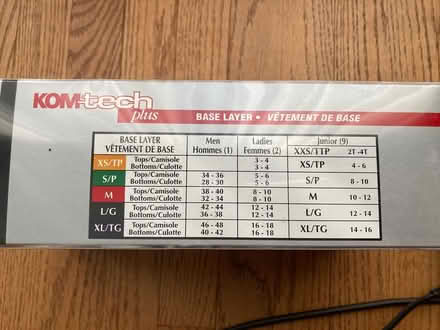 KOM-tech
plus
BASE LAYER • VÊTEMENT DE BASE
BASE LAYER VÊTEMENT DE BASE Men Hommes (1) Ladies Femmes (2) Junior (9)
XXS/TTP 2T -4T
XS/TP Tops/Camisole 3 - 4 XS/TP 4 - 6
Bottoms/Culotte 3 - 4
S/P Tops/Camisole 34 - 36 5 - 6 S/P 8 - 10
Bottoms/Culotte 28 - 30 5 - 6
M Tops/Camisole 38 - 40 8 - 10 M 10 - 12
Bottoms/Culotte 32 - 34 8 - 10
L/G Tops/Camisole 42 - 44 12 - 14 L/G 12 - 14
Bottoms/Culotte 36 - 38 12 - 14
XL/TG Tops/Camisole 46 - 48 16 - 18 XL/TG 14 - 16
Bottoms/Culotte 40 - 42 16 - 18